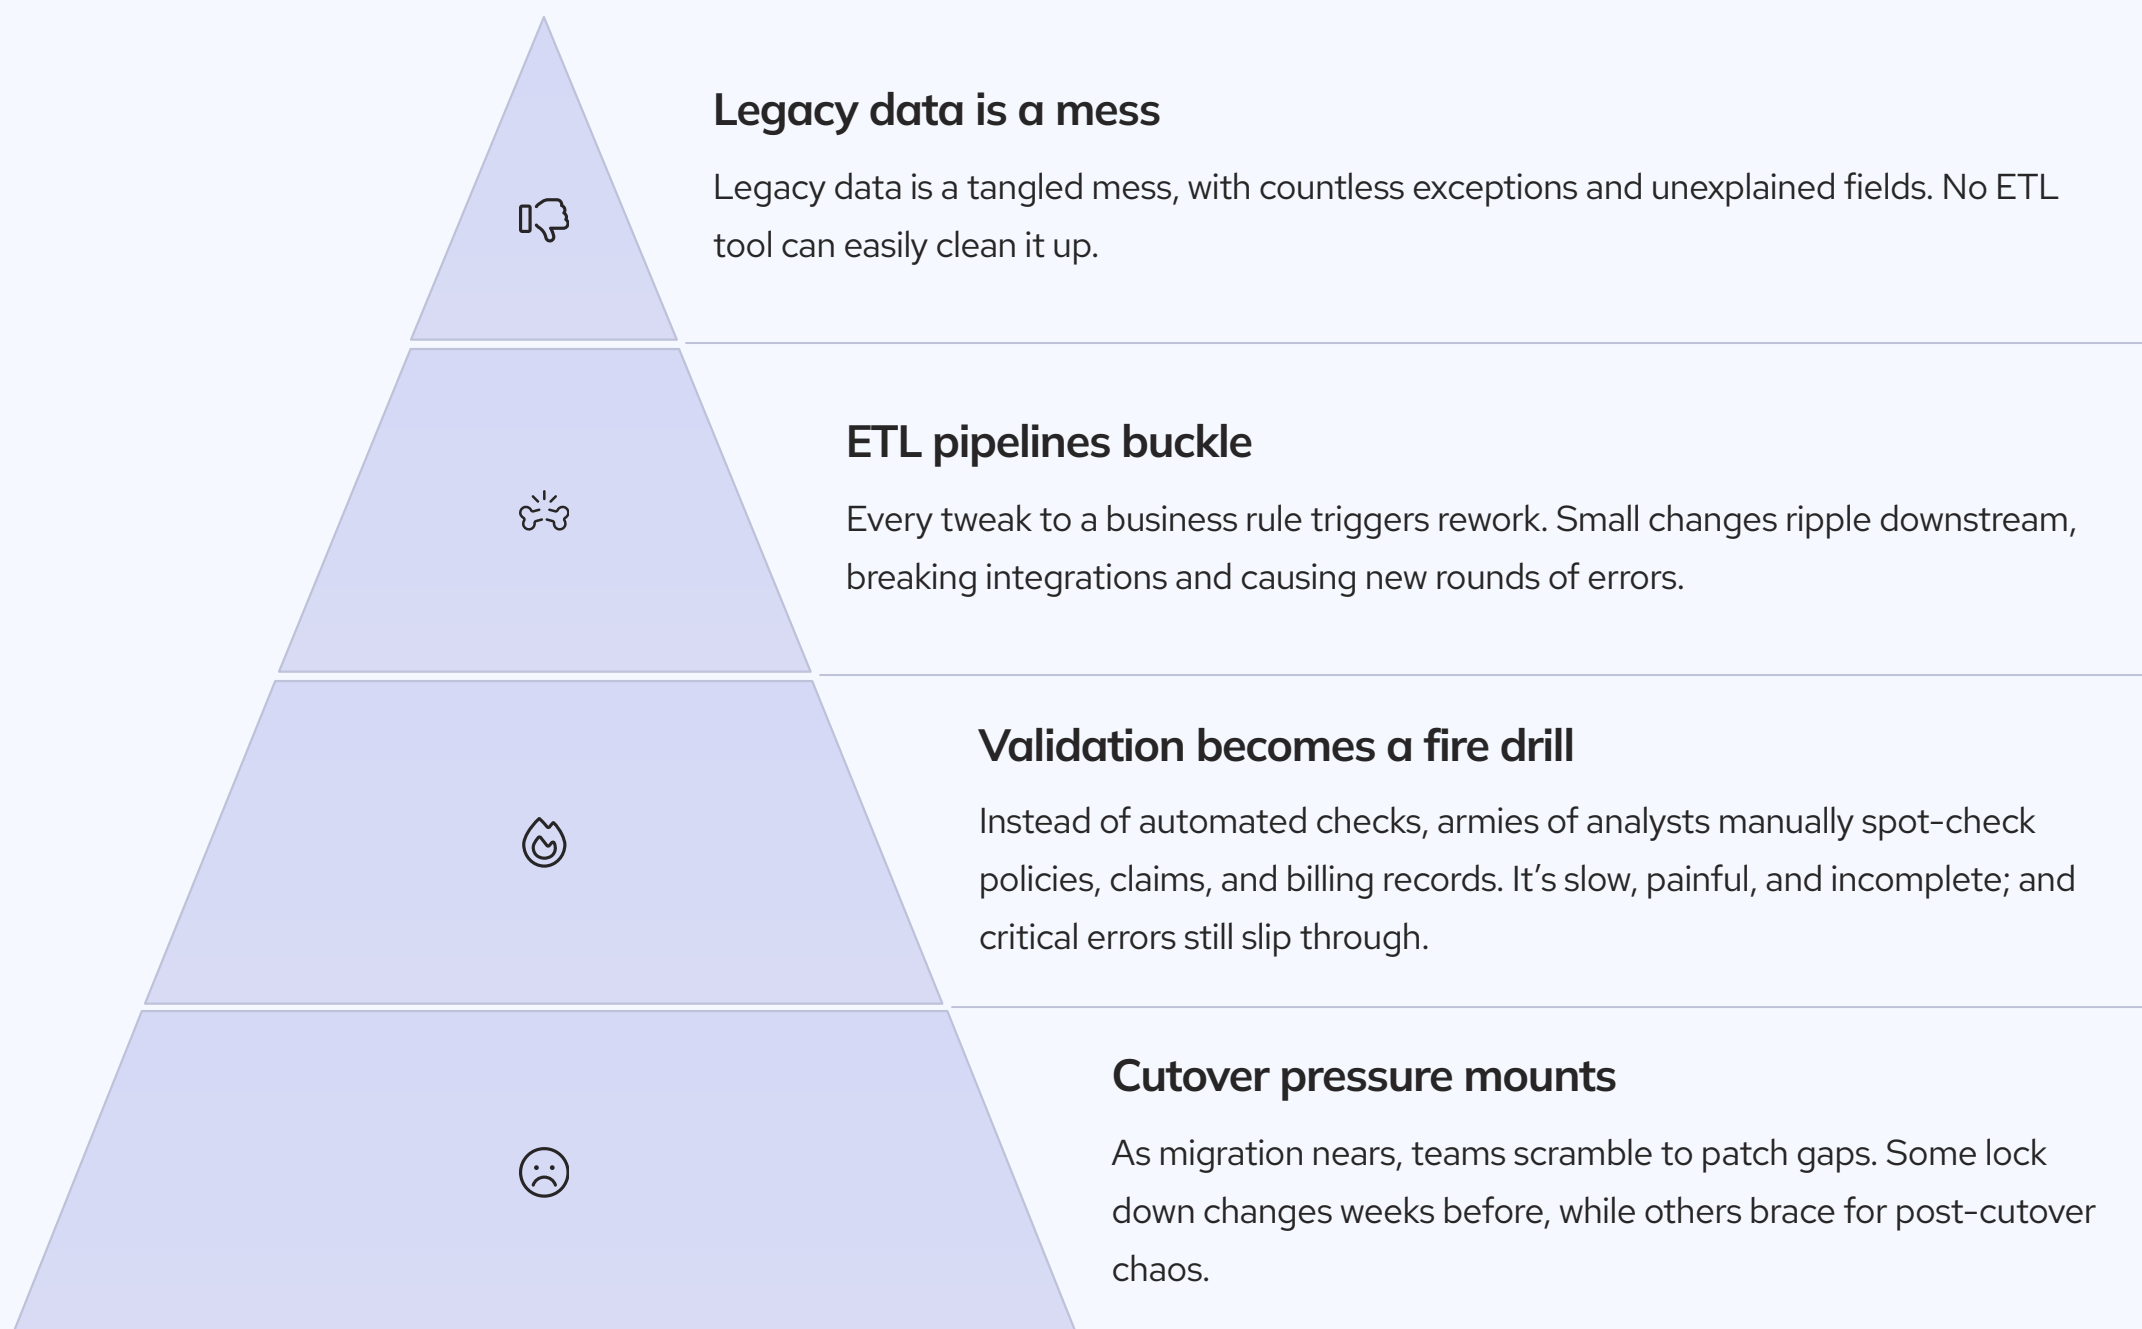 Legacy data is a mess
Legacy data is a tangled mess, with countless exceptions and unexplained fields. No ETL
tool can easily clean it up.
ETL pipelines buckle
Every tweak to a business rule triggers rework. Small changes ripple downstream,
breaking integrations and causing new rounds of errors.
Validation becomes a fire drill
Instead of automated checks, armies of analysts manually spot-check
policies, claims, and billing records. It’s slow, painful, and incomplete; and
critical errors still slip through.
Cutover pressure mounts
As migration nears, teams scramble to patch gaps. Some lock
down changes weeks before, while others brace for post-cutover
chaos.